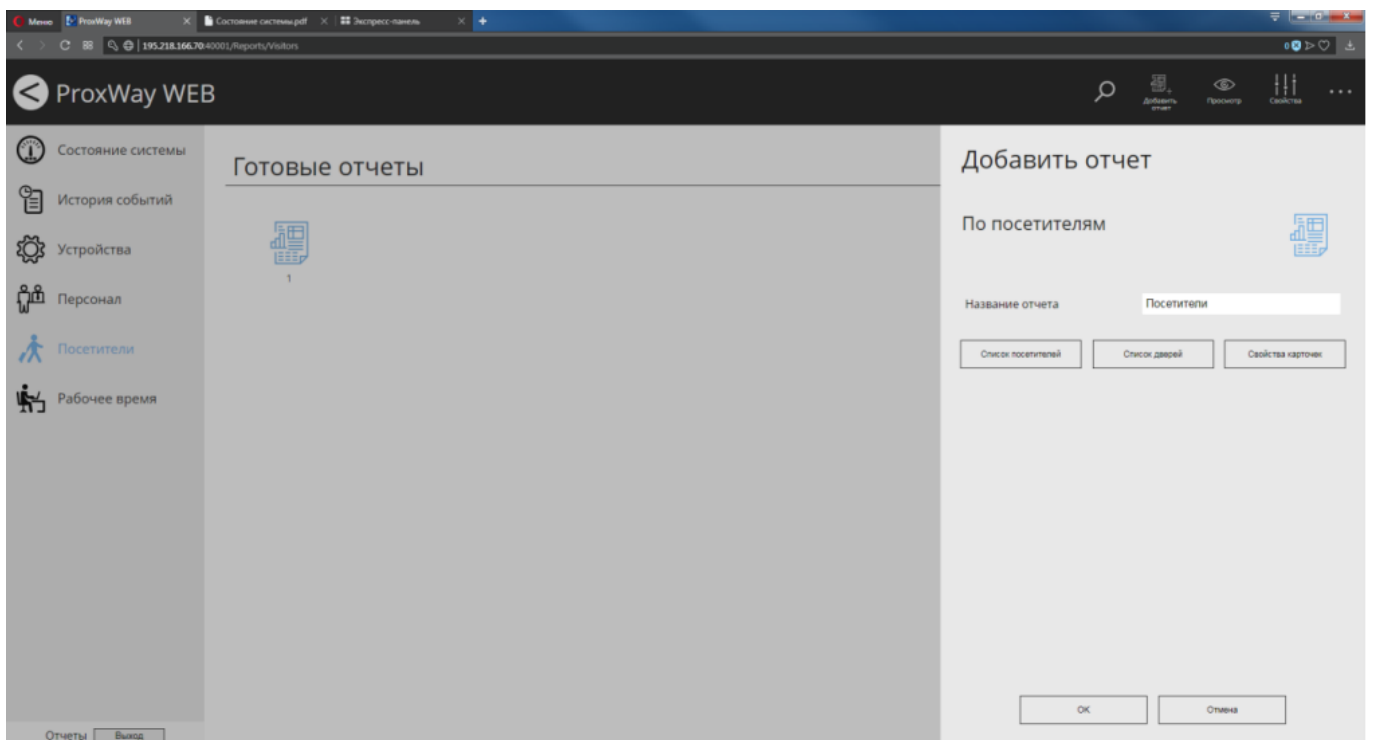 Меню ProxWay WEB Состояние системы.pdf Экспресс-панель
195.218.166.70:40001/Reports/Visitors 0
ProxWay WEB
Добавить отчет Просмотр Свойства
Состояние системы
История событий
Устройства
Персонал
Посетители
Рабочее время
Отчеты Выход
Готовые отчеты
1
Добавить отчет
По посетителям
Название отчета Посетители
Список посетителей Список дверей Свойства карточек
OK Отмена